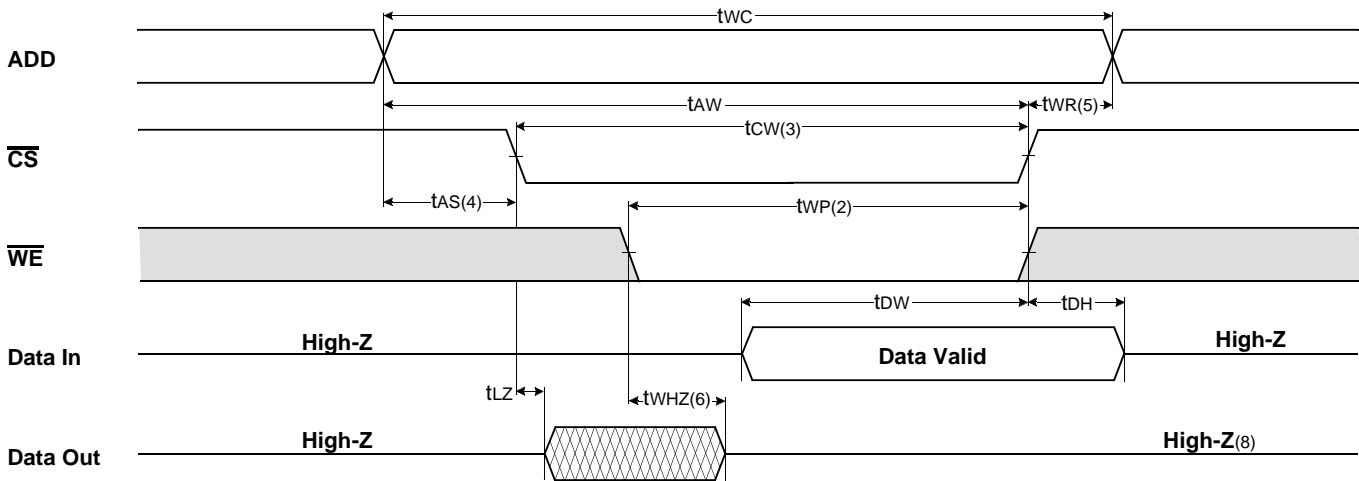 tWC
ADD
tAW
tWR(5)
tCW(3)
CS
tAS(4)
tWP(2)
WE
tDW
tDH
Data In
High-Z
Data Valid
High-Z
tLZ
tWHZ(6)
Data Out
High-Z
High-Z(8)